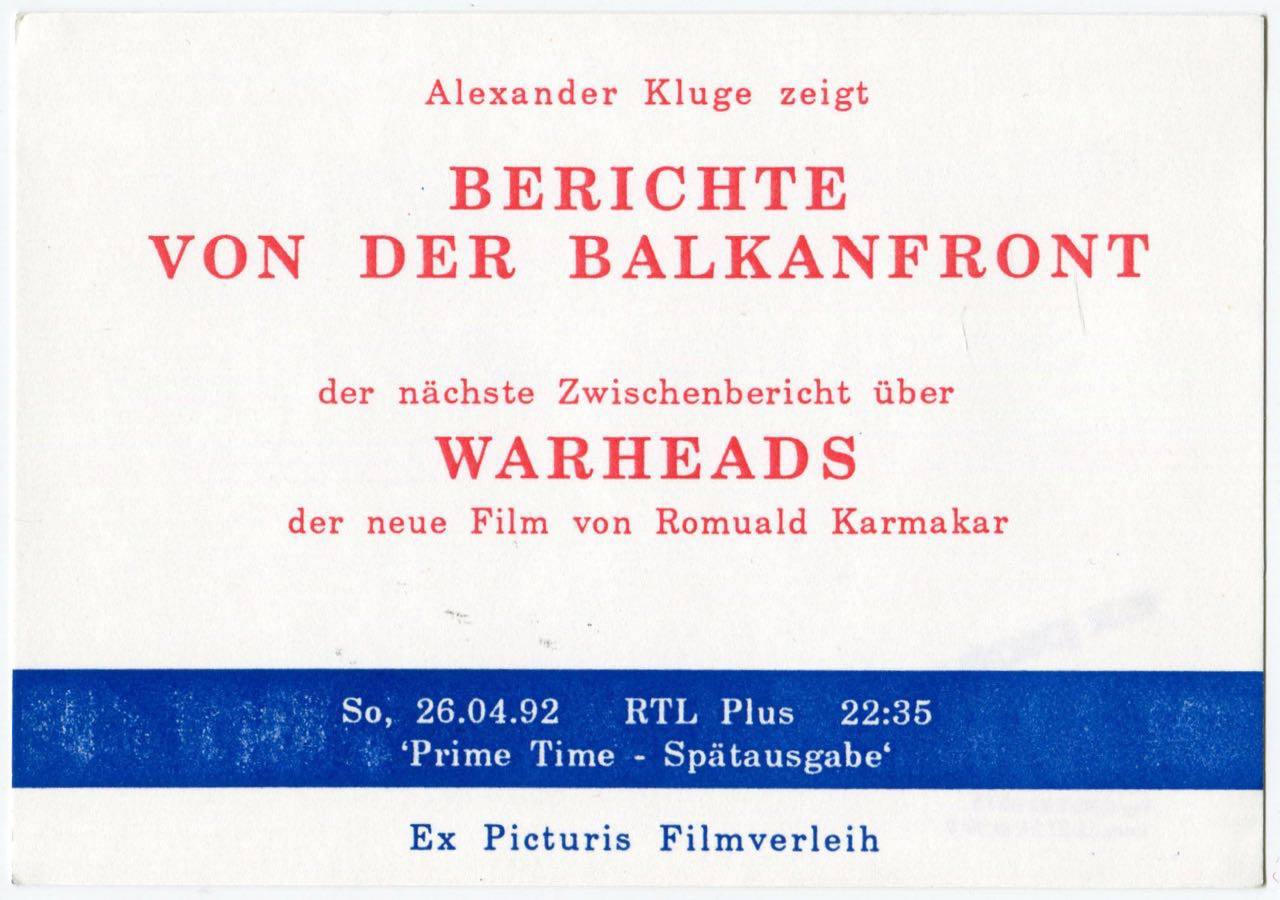 Alexander Kluge zeigt
BERICHTE
VON DER BALKANFRONT
der nächste Zwischenbericht über
WARHEADS
der neue Film von Romuald Karmakar
So, 26.04.92 RTL Plus 22:35
‘Prime Time - Spätausgabe‘
Ex Picturis Filmverleih